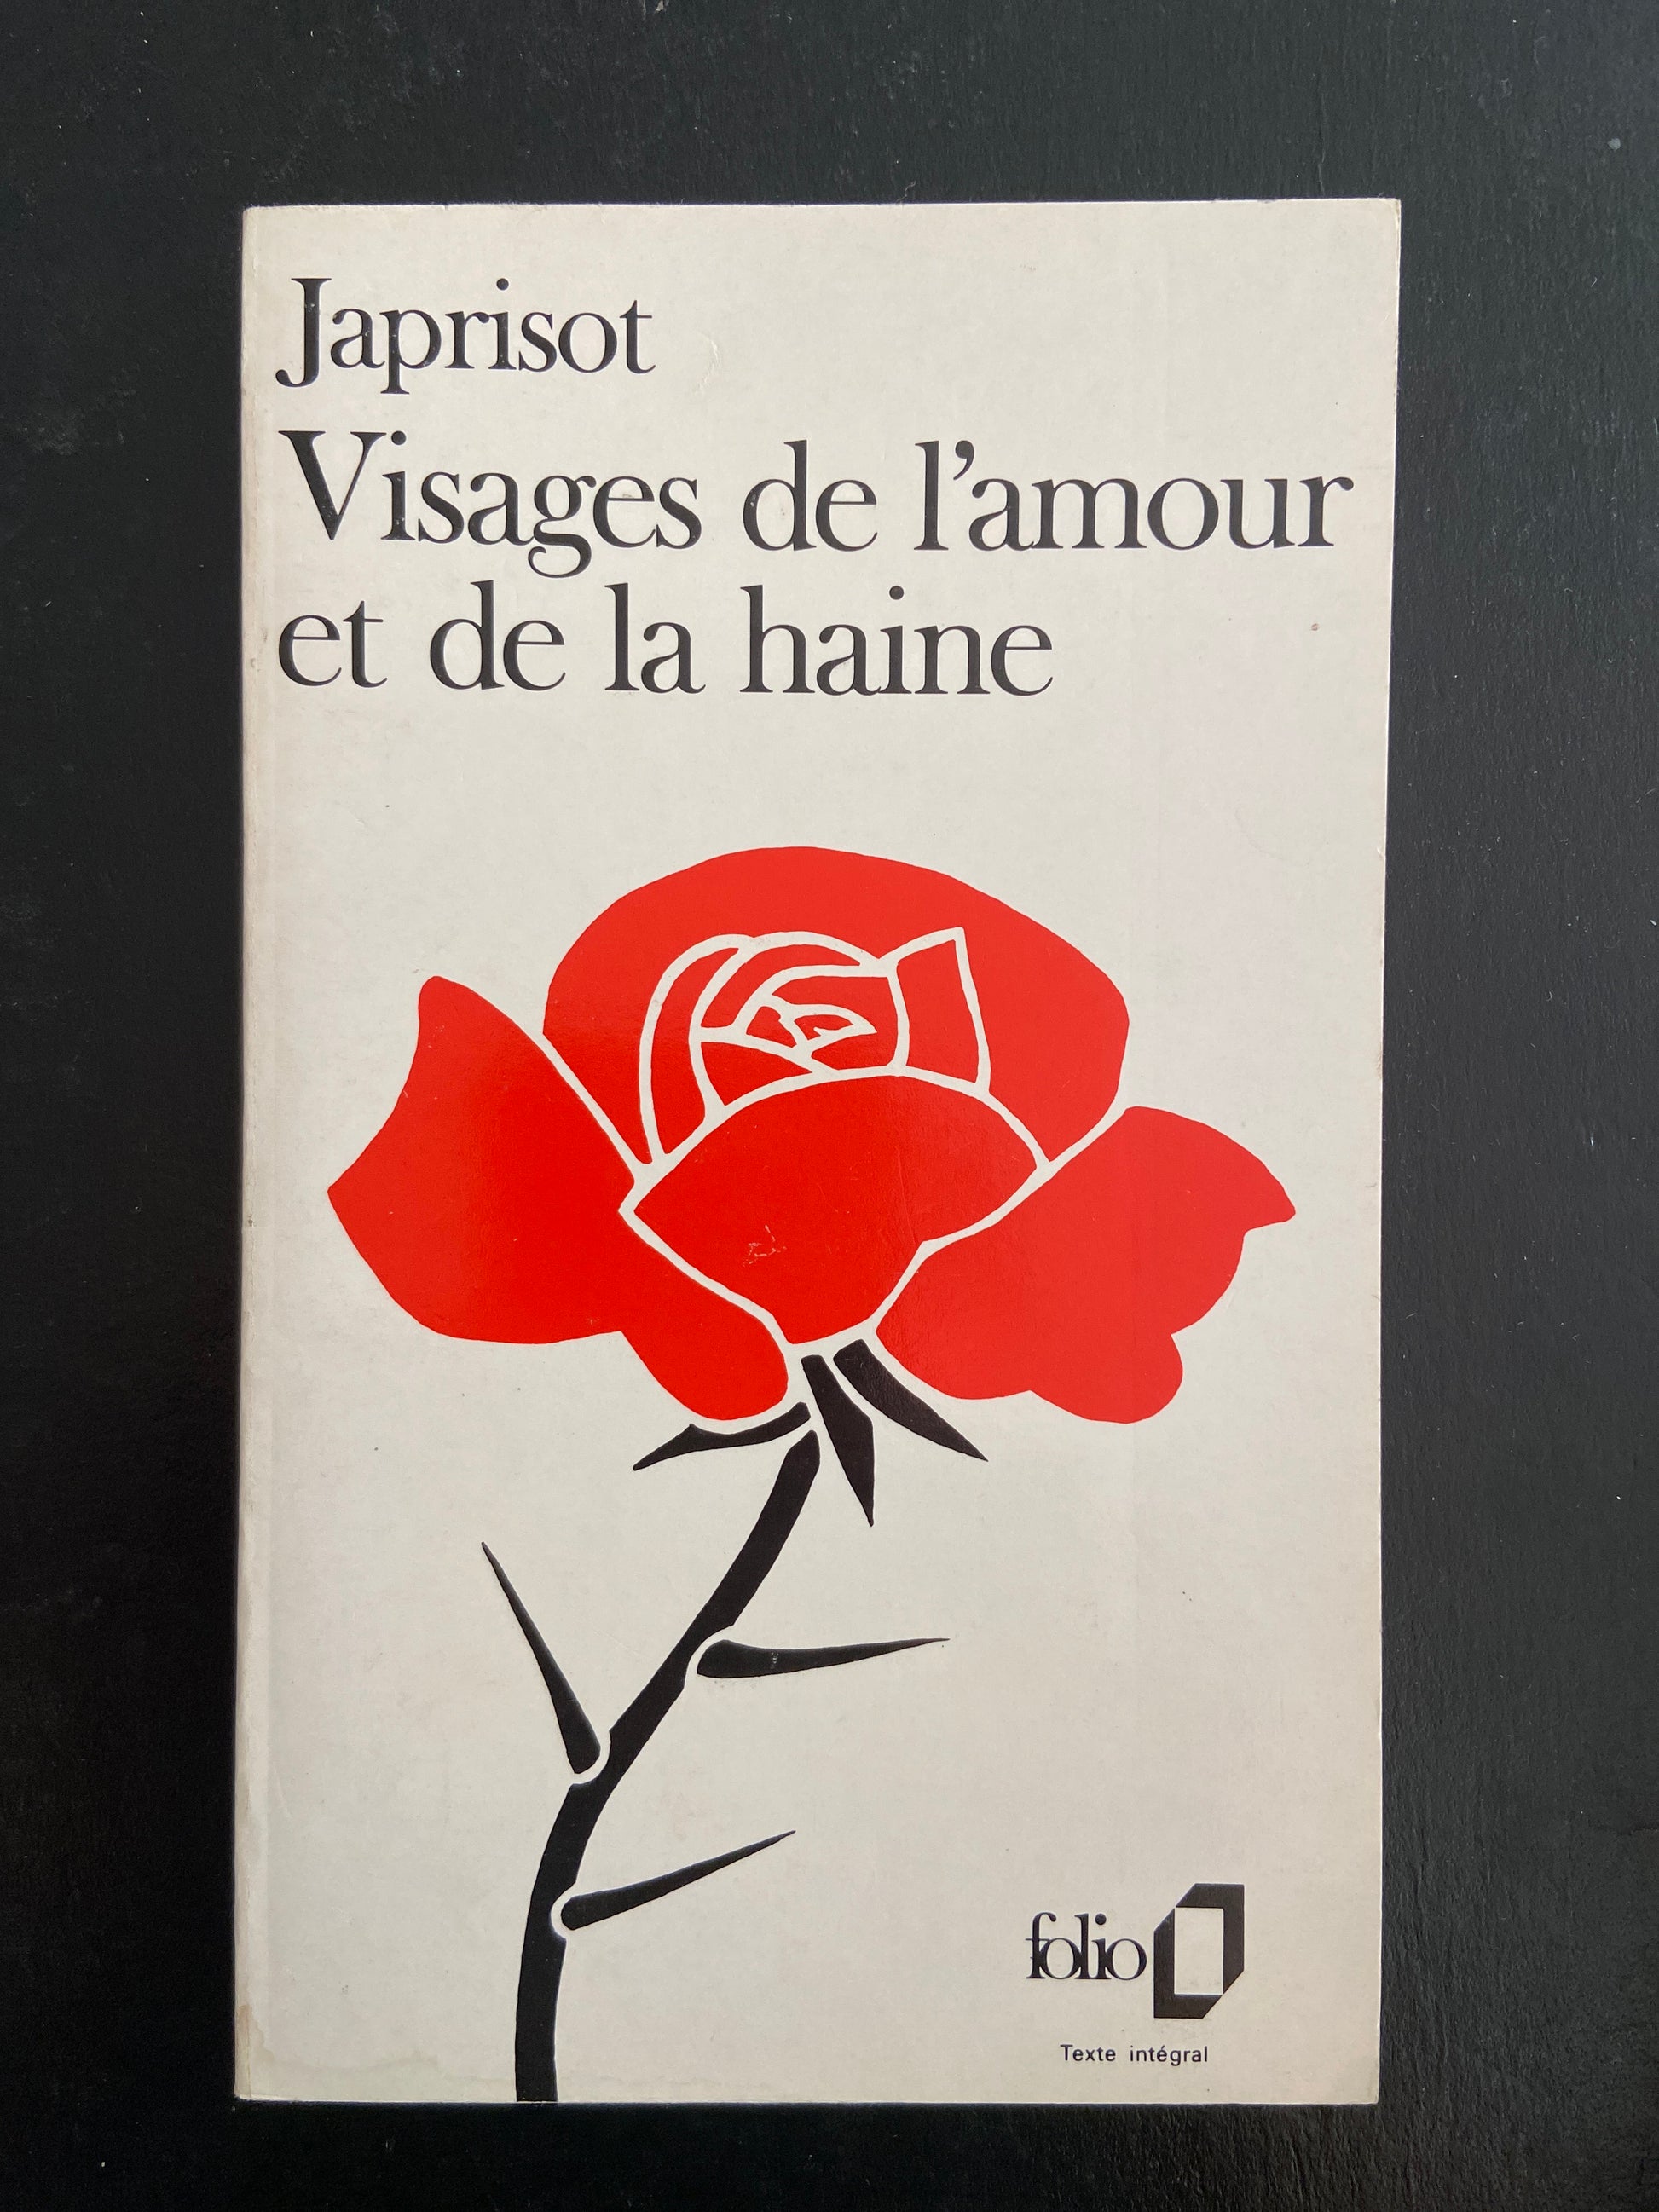 Japrisot
Visages de l'amour
et de la haine
folio
Texte intégral